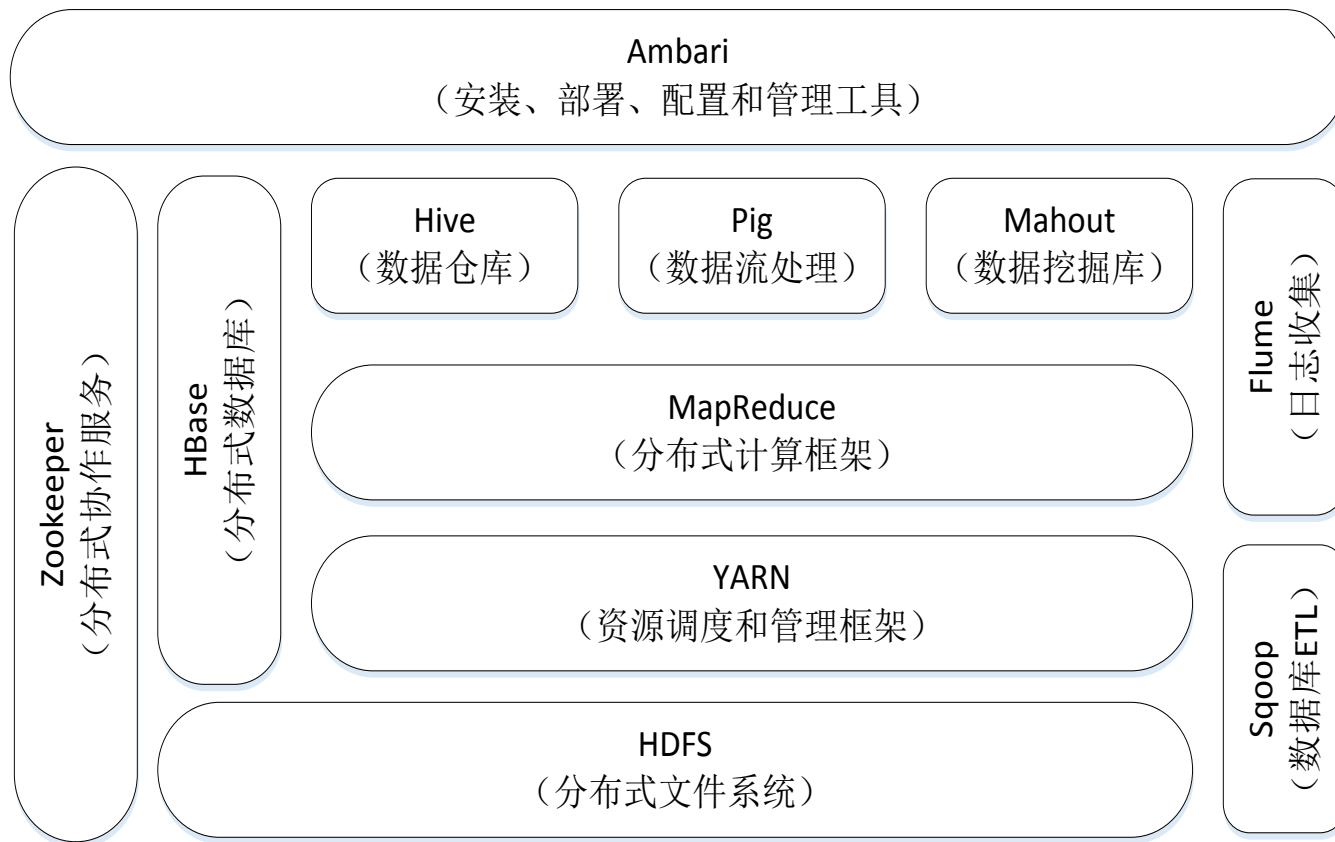 Ambari
（安装、部署、配置和管理工具）
Zookeeper
（分布式协作服务）
HBase
（分布式数据库）
Hive
（数据仓库）
Pig
（数据流处理）
Mahout
（数据挖掘库）
MapReduce
（分布式计算框架）
YARN
（资源调度和管理框架）
HDFS
（分布式文件系统）
Flume
（日志收集）
Sqoop
（数据库ETL）